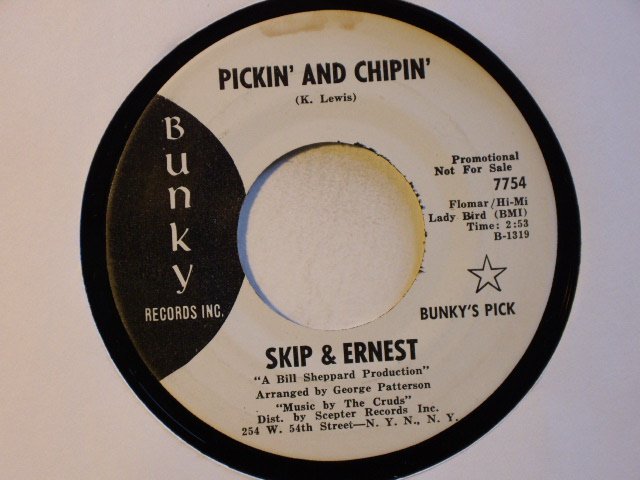 PICKIN' AND CHIPIN'
(K. Lewis)
Bunky
RECORDS INC.
Promotional
Not For Sale
7754
Flomar/Hi-Mi
Lady Bird (BMI)
Time: 2:53
B-1319
BUNKY'S PICK
SKIP & ERNEST
"A Bill Sheppard Production"
Arranged by George Patterson
"Music by The Cruds"
Dist. by Scepter Records Inc.
254 W. 54th Street—N. Y. N., N. Y.